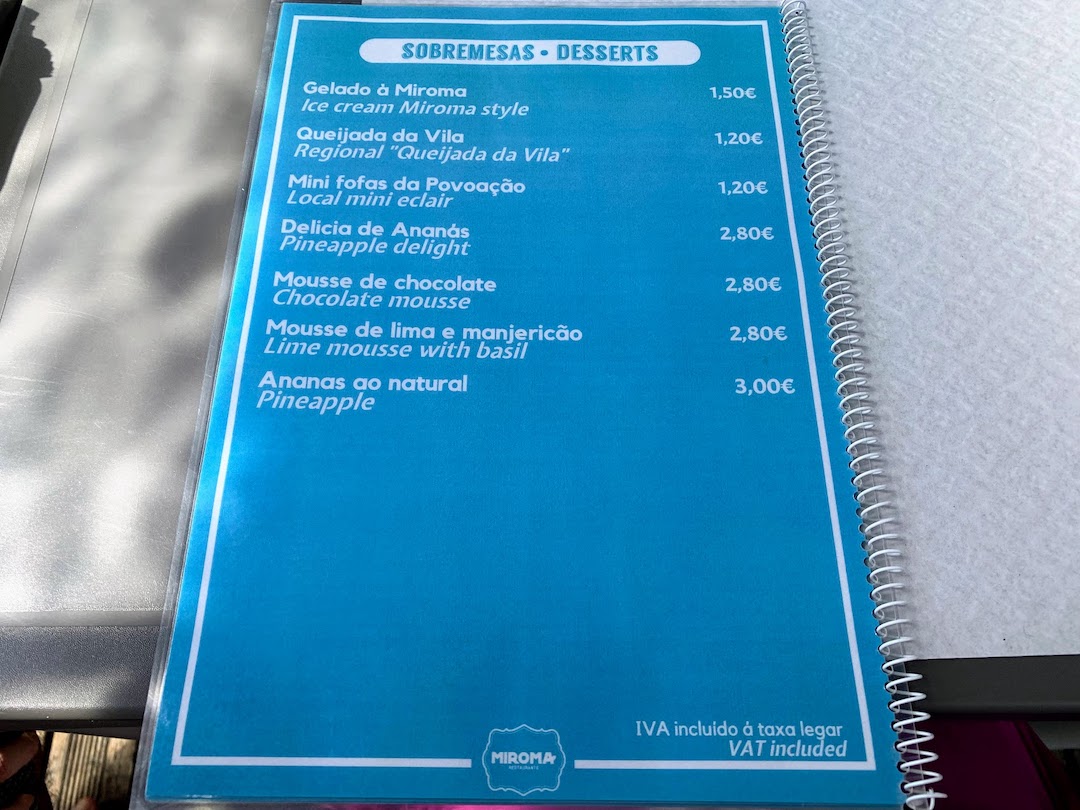 SOBREMESAS • DESSERTS
Gelado à Miroma 1,50€
Ice cream Miroma style
Queijada da Vila 1,20€
Regional "Queijada da Vila"
Mini fofas da Povoação 1,20€
Local mini eclair
Delicia de Ananás 2,80€
Pineapple delight
Mousse de chocolate 2,80€
Chocolate mousse
Mousse de lima e manjericão 2,80€
Lime mousse with basil
Ananas ao natural 3,00€
Pineapple
IVA incluído á taxa legar
VAT included
MIROMA
RESTAURANTE